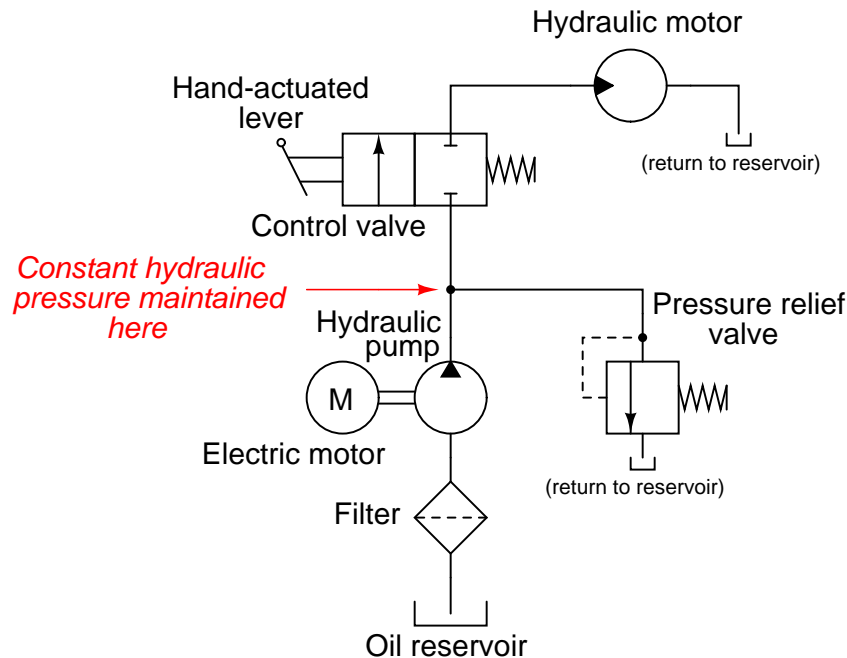 Hydraulic motor
Hand-actuated
lever
(return to reservoir)
Control valve
Constant hydraulic
pressure maintained
here
Pressure relief
valve
Hydraulic
pump
M
Electric motor
(return to reservoir)
Filter
Oil reservoir